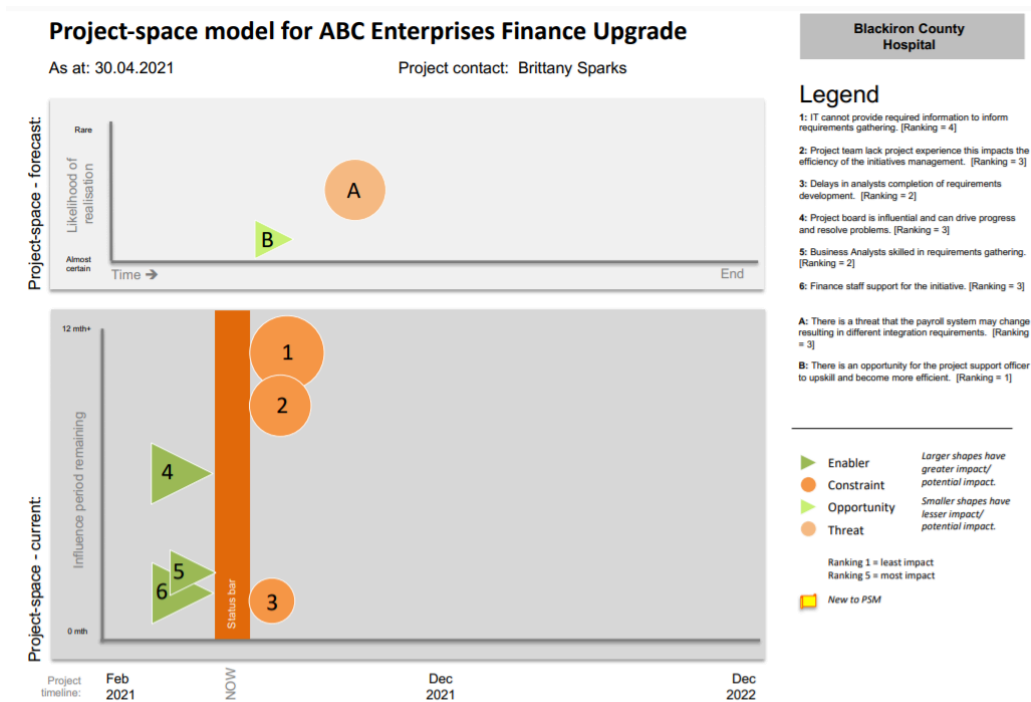 Project-space model for ABC Enterprises Finance Upgrade
As at: 30.04.2021
Project contact: Brittany Sparks
Blackiron County
Hospital
Project-space - forecast:
Rare
Likelihood of
realisation
Almost
certain
A
B
Time →
End
Project-space - current:
12 mth+
Influence period remaining
0 mth
1
2
4
5
6
3
Status bar
Project
timeline:
Feb
2021
NOW
Dec
2021
Dec
2022
Legend
1: IT cannot provide required information to inform
requirements gathering. [Ranking = 4]
2: Project team lack project experience this impacts the
efficiency of the initiatives management. [Ranking = 3]
3: Delays in analysts completion of requirements
development. [Ranking = 2]
4: Project board is influential and can drive progress
and resolve problems. [Ranking = 3]
5: Business Analysts skilled in requirements gathering.
[Ranking = 2]
6: Finance staff support for the initiative. [Ranking = 3]
A: There is a threat that the payroll system may change
resulting in different integration requirements. [Ranking
= 3]
B: There is an opportunity for the project support officer
to upskill and become more efficient. [Ranking = 1]
Enabler
Constraint
Opportunity
Threat
Larger shapes have
greater impact/
potential impact.
Smaller shapes have
lesser impact/
potential impact.
Ranking 1 = least impact
Ranking 5 = most impact
New to PSM